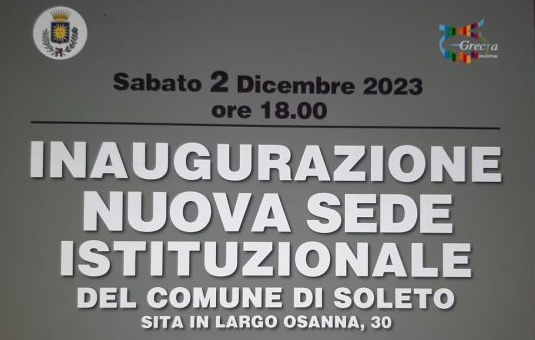 Grecìa
Sabato 2 Dicembre 2023
ore 18.00
INAUGURAZIONE
NUOVA SEDE
ISTITUZIONALE
DEL COMUNE DI SOLETO
SITA IN LARGO OSANNA, 30